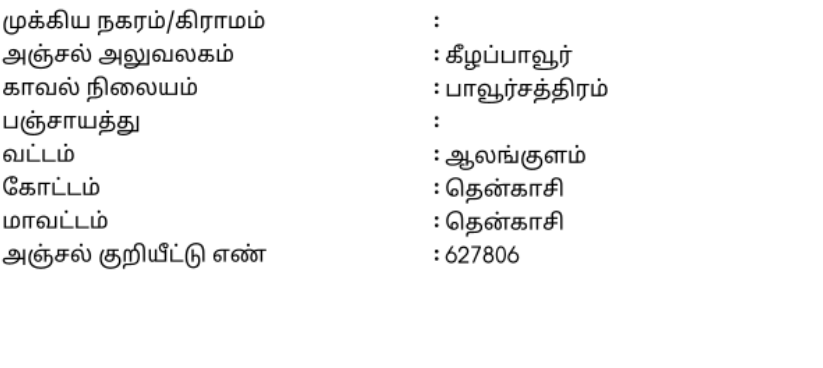 முக்கிய நகரம்/கிராமம் :
அஞ்சல் அலுவலகம் : கீழப்பாவூர்
காவல் நிலையம் : பாவூர்சத்திரம்
பஞ்சாயத்து :
வட்டம் : ஆலங்குளம்
கோட்டம் : தென்காசி
மாவட்டம் : தென்காசி
அஞ்சல் குறியீட்டு எண் : 627806